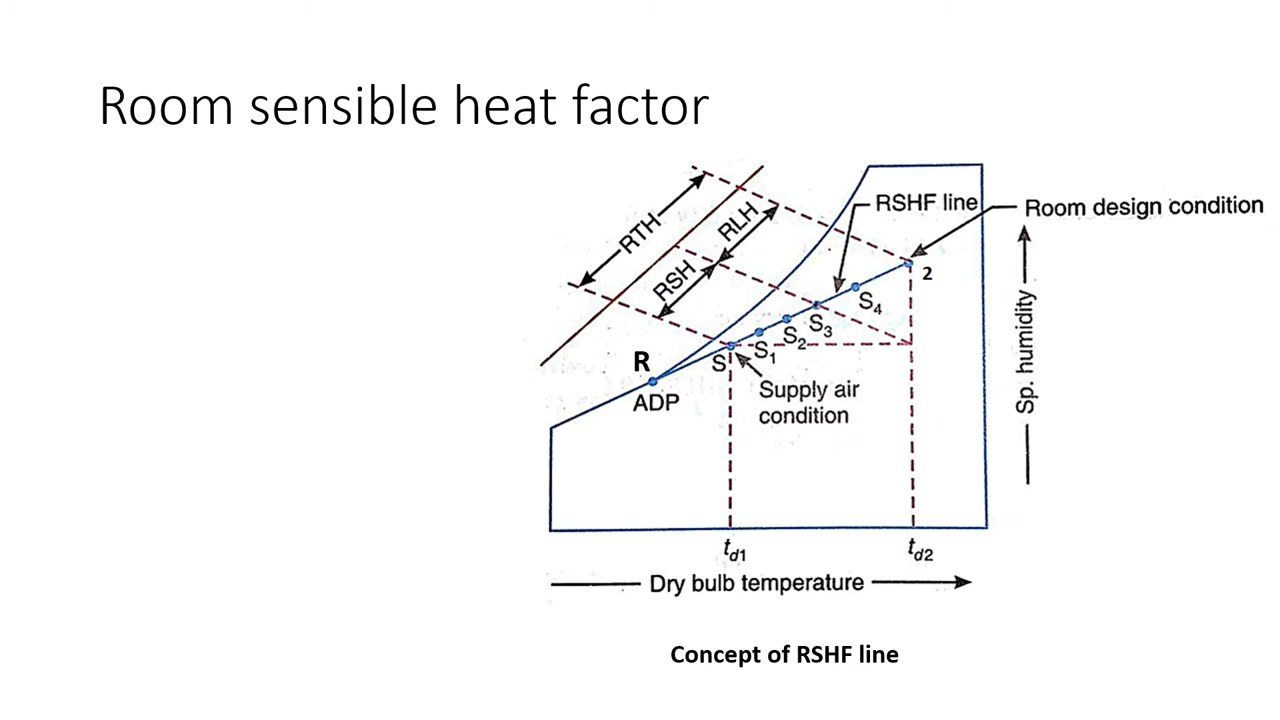 Room sensible heat factor
RTH
RLH
RSH
RSHF line
Room design condition
2
S4
S3
S2
S1
S
R
ADP
Supply air
condition
Sp. humidity
td1
td2
Dry bulb temperature
Concept of RSHF line